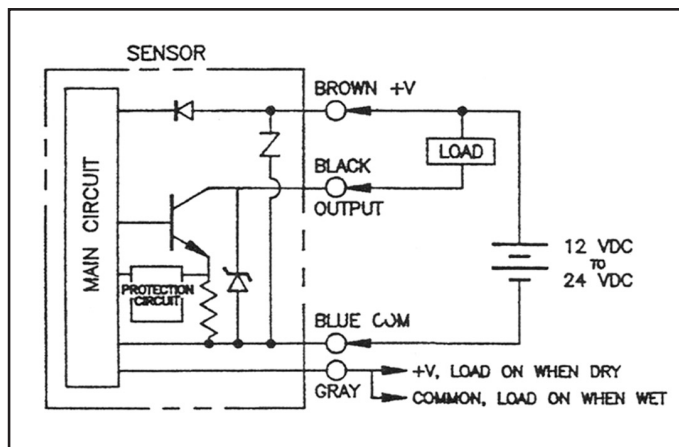 SENSOR
BROWN +V
LOAD
BLACK
OUTPUT
MAIN CIRCUIT
12 VDC
TO
24 VDC
PROTECTION
CIRCUIT
BLUE COM
GRAY
+V, LOAD ON WHEN DRY
COMMON, LOAD ON WHEN WET